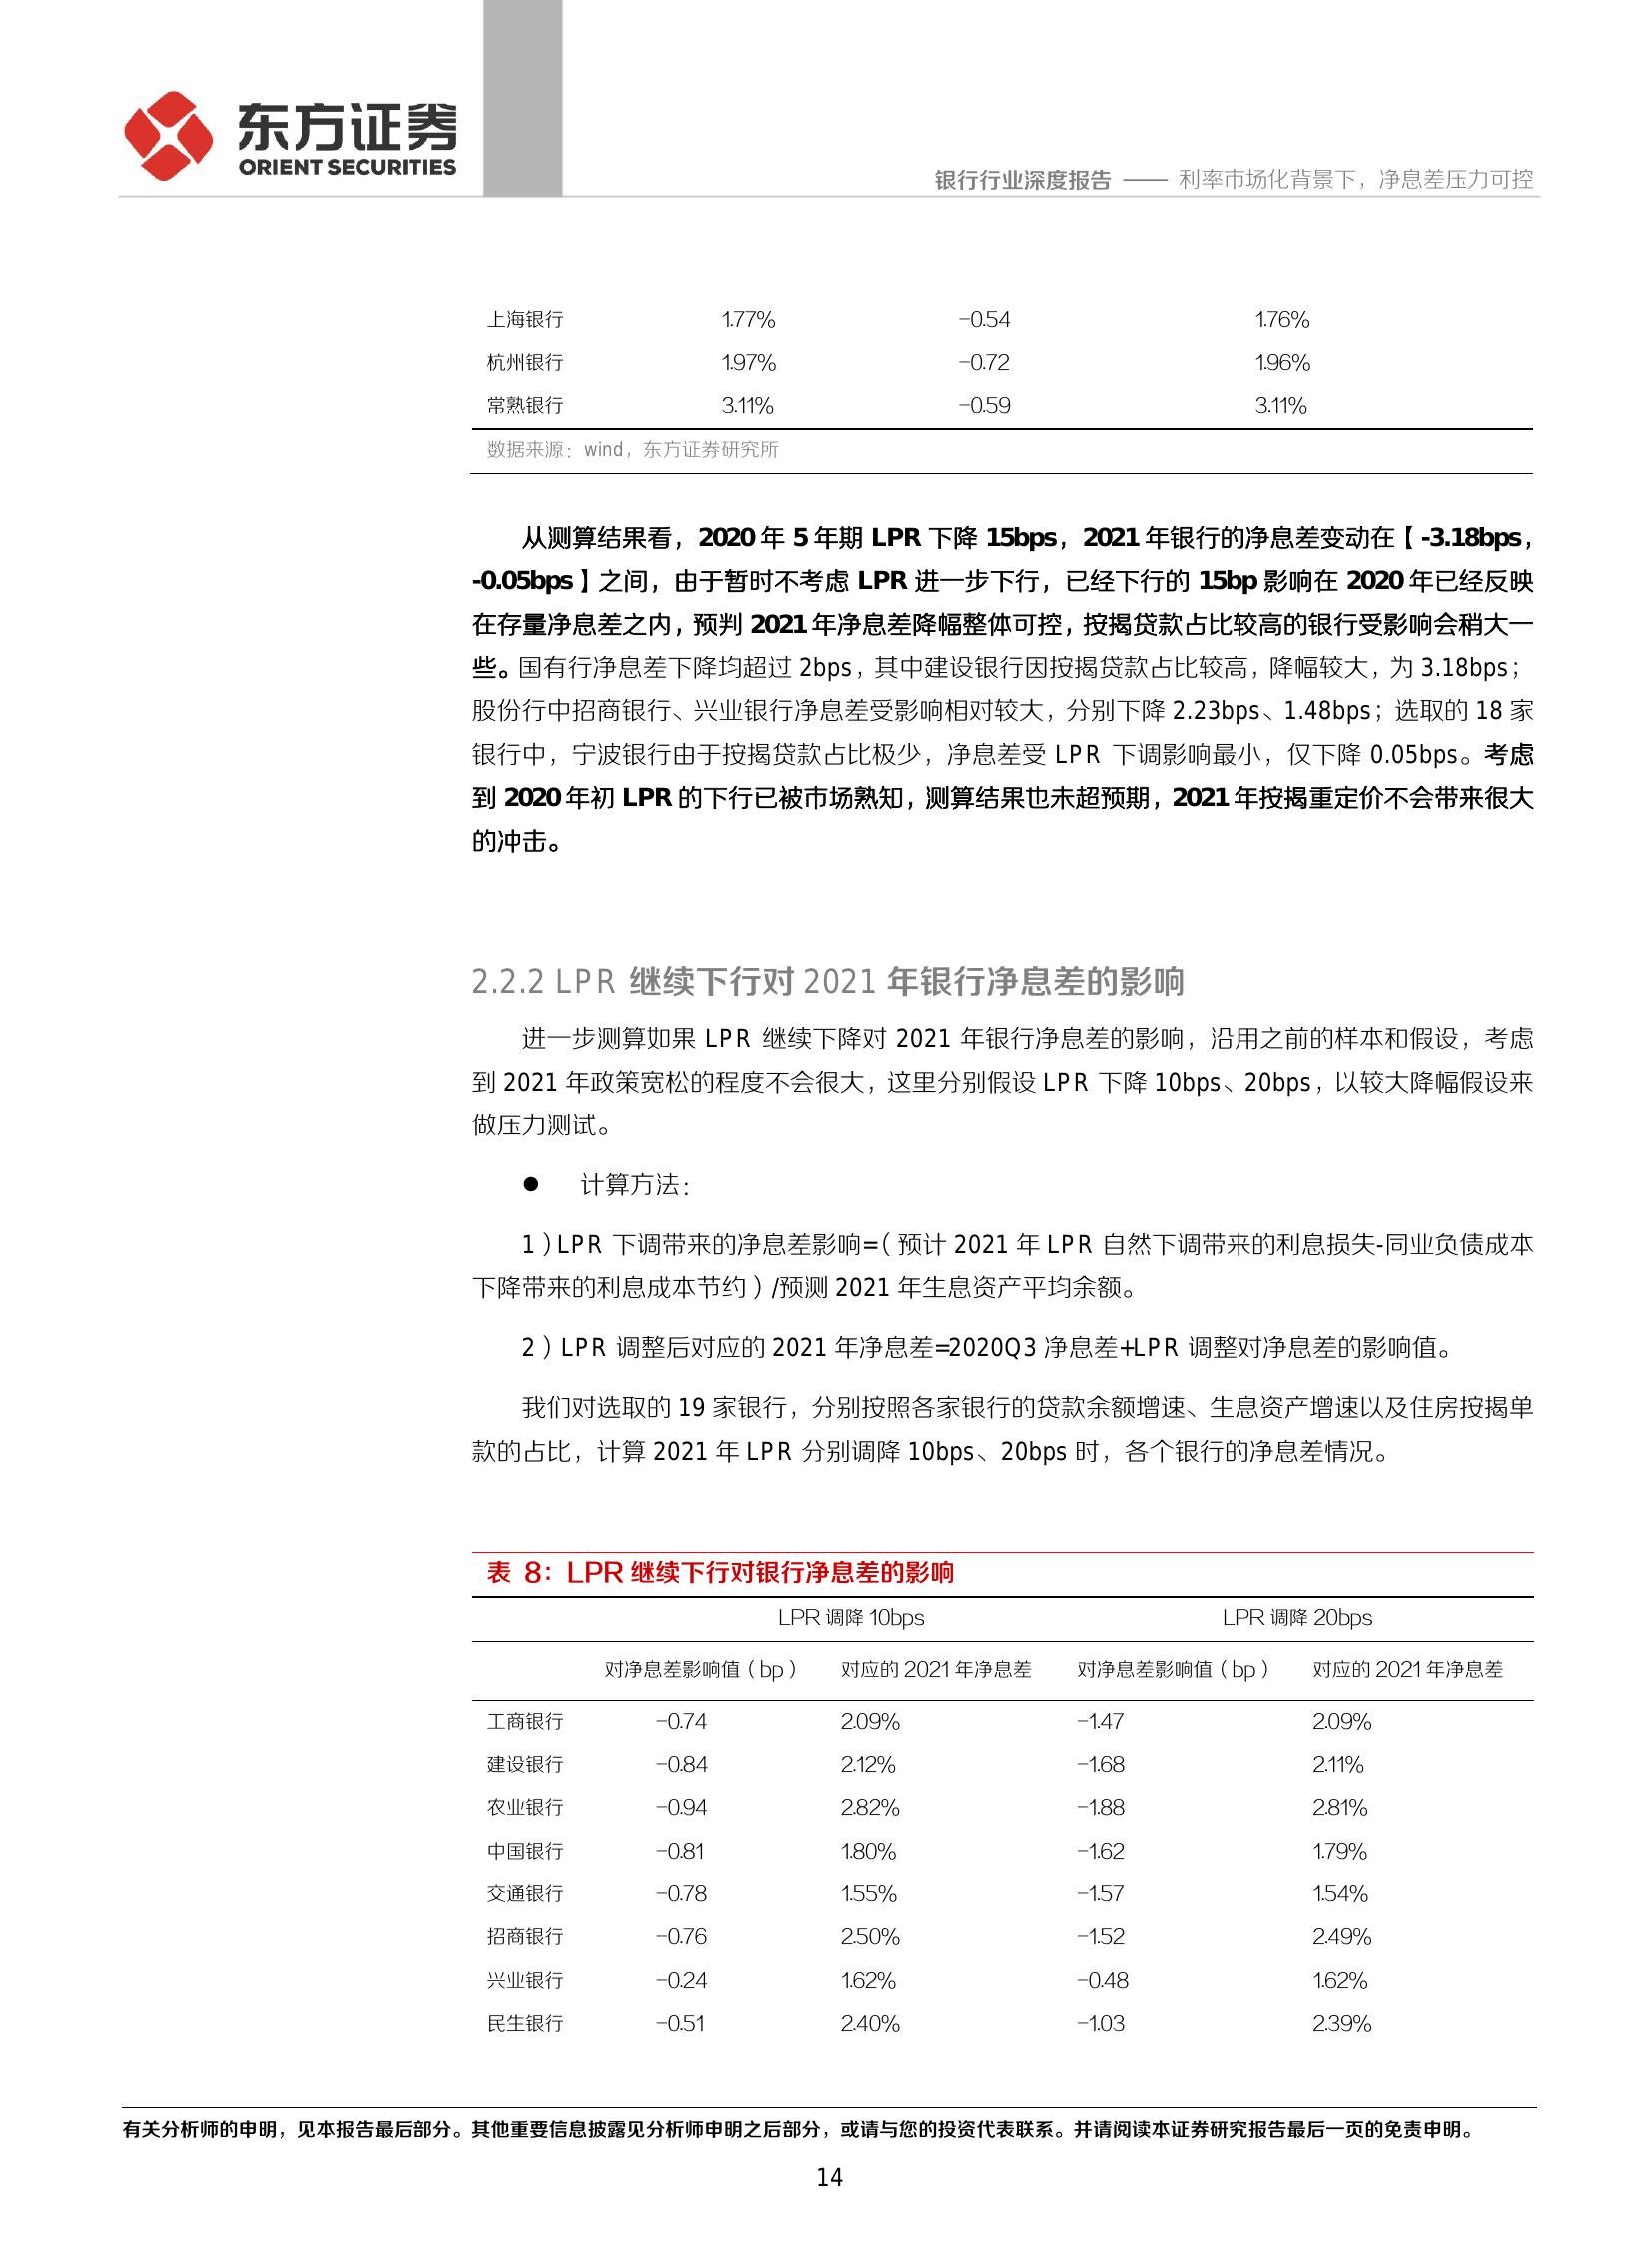 东方证券
ORIENT SECURITIES
银行行业深度报告 —— 利率市场化背景下，净息差压力可控
上海银行 1.77% -0.54 1.76%
杭州银行 1.97% -0.72 1.96%
常熟银行 3.11% -0.59 3.11%
数据来源：wind，东方证券研究所
从测算结果看，2020 年 5 年期 LPR 下降 15bps，2021 年银行的净息差变动在【-3.18bps，
-0.05bps】之间，由于暂时不考虑 LPR 进一步下行，已经下行的 15bp 影响在 2020 年已经反映
在存量净息差之内，预判 2021 年净息差降幅整体可控，按揭贷款占比较高的银行受影响会稍大一
些。国有行净息差下降均超过 2bps，其中建设银行因按揭贷款占比较高，降幅较大，为 3.18bps；
股份行中招商银行、兴业银行净息差受影响相对较大，分别下降 2.23bps、1.48bps；选取的 18 家
银行中，宁波银行由于按揭贷款占比极少，净息差受 LPR 下调影响最小，仅下降 0.05bps。考虑
到 2020 年初 LPR 的下行已被市场熟知，测算结果也未超预期，2021 年按揭重定价不会带来很大
的冲击。
2.2.2 LPR 继续下行对 2021 年银行净息差的影响
进一步测算如果 LPR 继续下降对 2021 年银行净息差的影响，沿用之前的样本和假设，考虑
到 2021 年政策宽松的程度不会很大，这里分别假设 LPR 下降 10bps、20bps，以较大降幅假设来
做压力测试。
● 计算方法：
1）LPR 下调带来的净息差影响=（预计 2021 年 LPR 自然下调带来的利息损失-同业负债成本
下降带来的利息成本节约）/预测 2021 年生息资产平均余额。
2）LPR 调整后对应的 2021 年净息差=2020Q3 净息差+LPR 调整对净息差的影响值。
我们对选取的 19 家银行，分别按照各家银行的贷款余额增速、生息资产增速以及住房按揭单
款的占比，计算 2021 年 LPR 分别调降 10bps、20bps 时，各个银行的净息差情况。
表 8：LPR 继续下行对银行净息差的影响
LPR 调降 10bps LPR 调降 20bps
对净息差影响值（bp） 对应的 2021 年净息差 对净息差影响值（bp） 对应的 2021 年净息差
工商银行 -0.74 2.09% -1.47 2.09%
建设银行 -0.84 2.12% -1.68 2.11%
农业银行 -0.94 2.82% -1.88 2.81%
中国银行 -0.81 1.80% -1.62 1.79%
交通银行 -0.78 1.55% -1.57 1.54%
招商银行 -0.76 2.50% -1.52 2.49%
兴业银行 -0.24 1.62% -0.48 1.62%
民生银行 -0.51 2.40% -1.03 2.39%
有关分析师的申明，见本报告最后部分。其他重要信息披露见分析师申明之后部分，或请与您的投资代表联系。并请阅读本证券研究报告最后一页的免责申明。
14